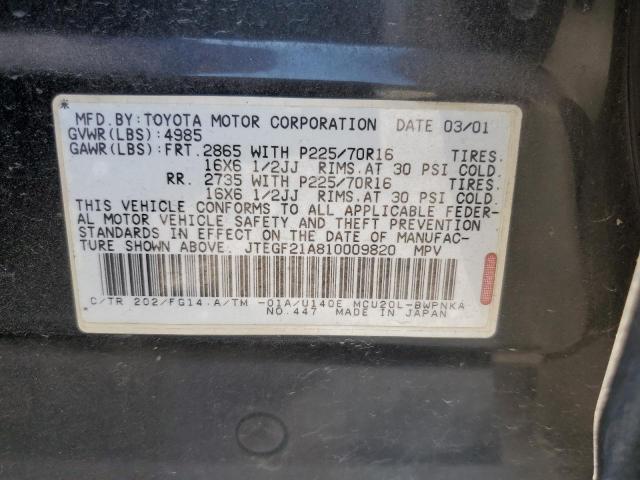 MFD.BY:TOYOTA MOTOR CORPORATION DATE 03/01
GVWR(LBS):4985
GAWR(LBS):FRT.2865 WITH P225/70R16 TIRES.
16X6 1/2JJ RIMS.AT 30 PSI COLD.
RR. 2735 WITH P225/70R16 TIRES.
16X6 1/2JJ RIMS.AT 30 PSI COLD.
THIS VEHICLE CONFORMS TO ALL APPLICABLE FEDER-
AL MOTOR VEHICLE SAFETY AND THEFT PREVENTION
STANDARDS IN EFFECT ON THE DATE OF MANUFAC-
TURE SHOWN ABOVE. JTEGF21A810009820 MPV
C/TR 202/FG14 A/TM -01A/U140E MCU20L-BWPNKA
NO.447 MADE IN JAPAN